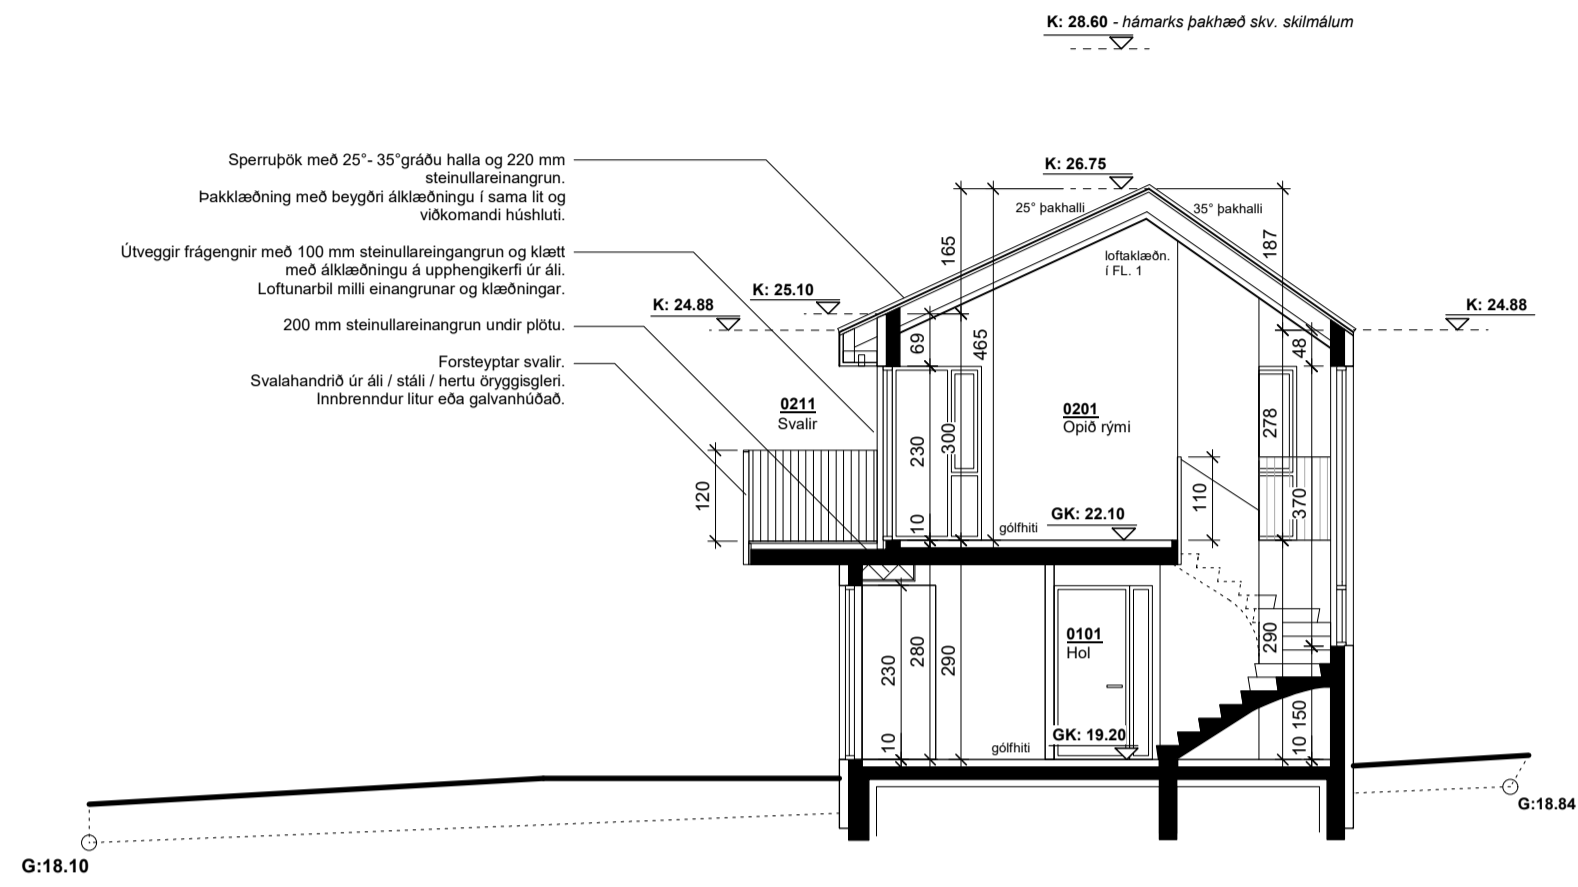 K: 28.60 - hámarks þakhæð skv. skilmálum
Sperruþök með 25°- 35°gráðu halla og 220 mm
steinullareinangrun.
Þakklæðning með beygðri álklæðningu í sama lit og
viðkomandi húshluti.
Útveggir frágengnir með 100 mm steinullareingangrun og klætt
með álklæðningu á upphengikerfi úr áli.
Loftunarbil milli einangrunar og klæðningar.
200 mm steinullareinangrun undir plötu.
Forsteyptar svalir.
Svalahandrið úr áli / stáli / hertu öryggisgleri.
Innbrenndur litur eða galvanhúðað.
K: 26.75
25° þakhalli
35° þakhalli
165
187
loftaklæðn.
í FL. 1
K: 25.10
K: 24.88
K: 24.88
69
465
48
0211
Svalir
0201
Opið rými
278
230
300
120
110
370
10
gólfhiti
GK: 22.10
0101
Hol
230
280
290
290
150
10
10
gólfhiti
GK: 19.20
G:18.84
G:18.10